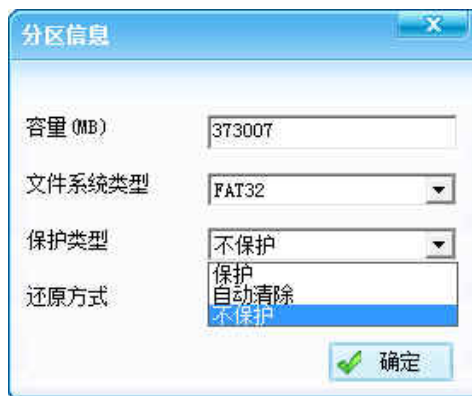 分区信息
容量(MB) 373007
文件系统类型 FAT32
保护类型 不保护
保护
还原方式 自动清除
不保护
确定